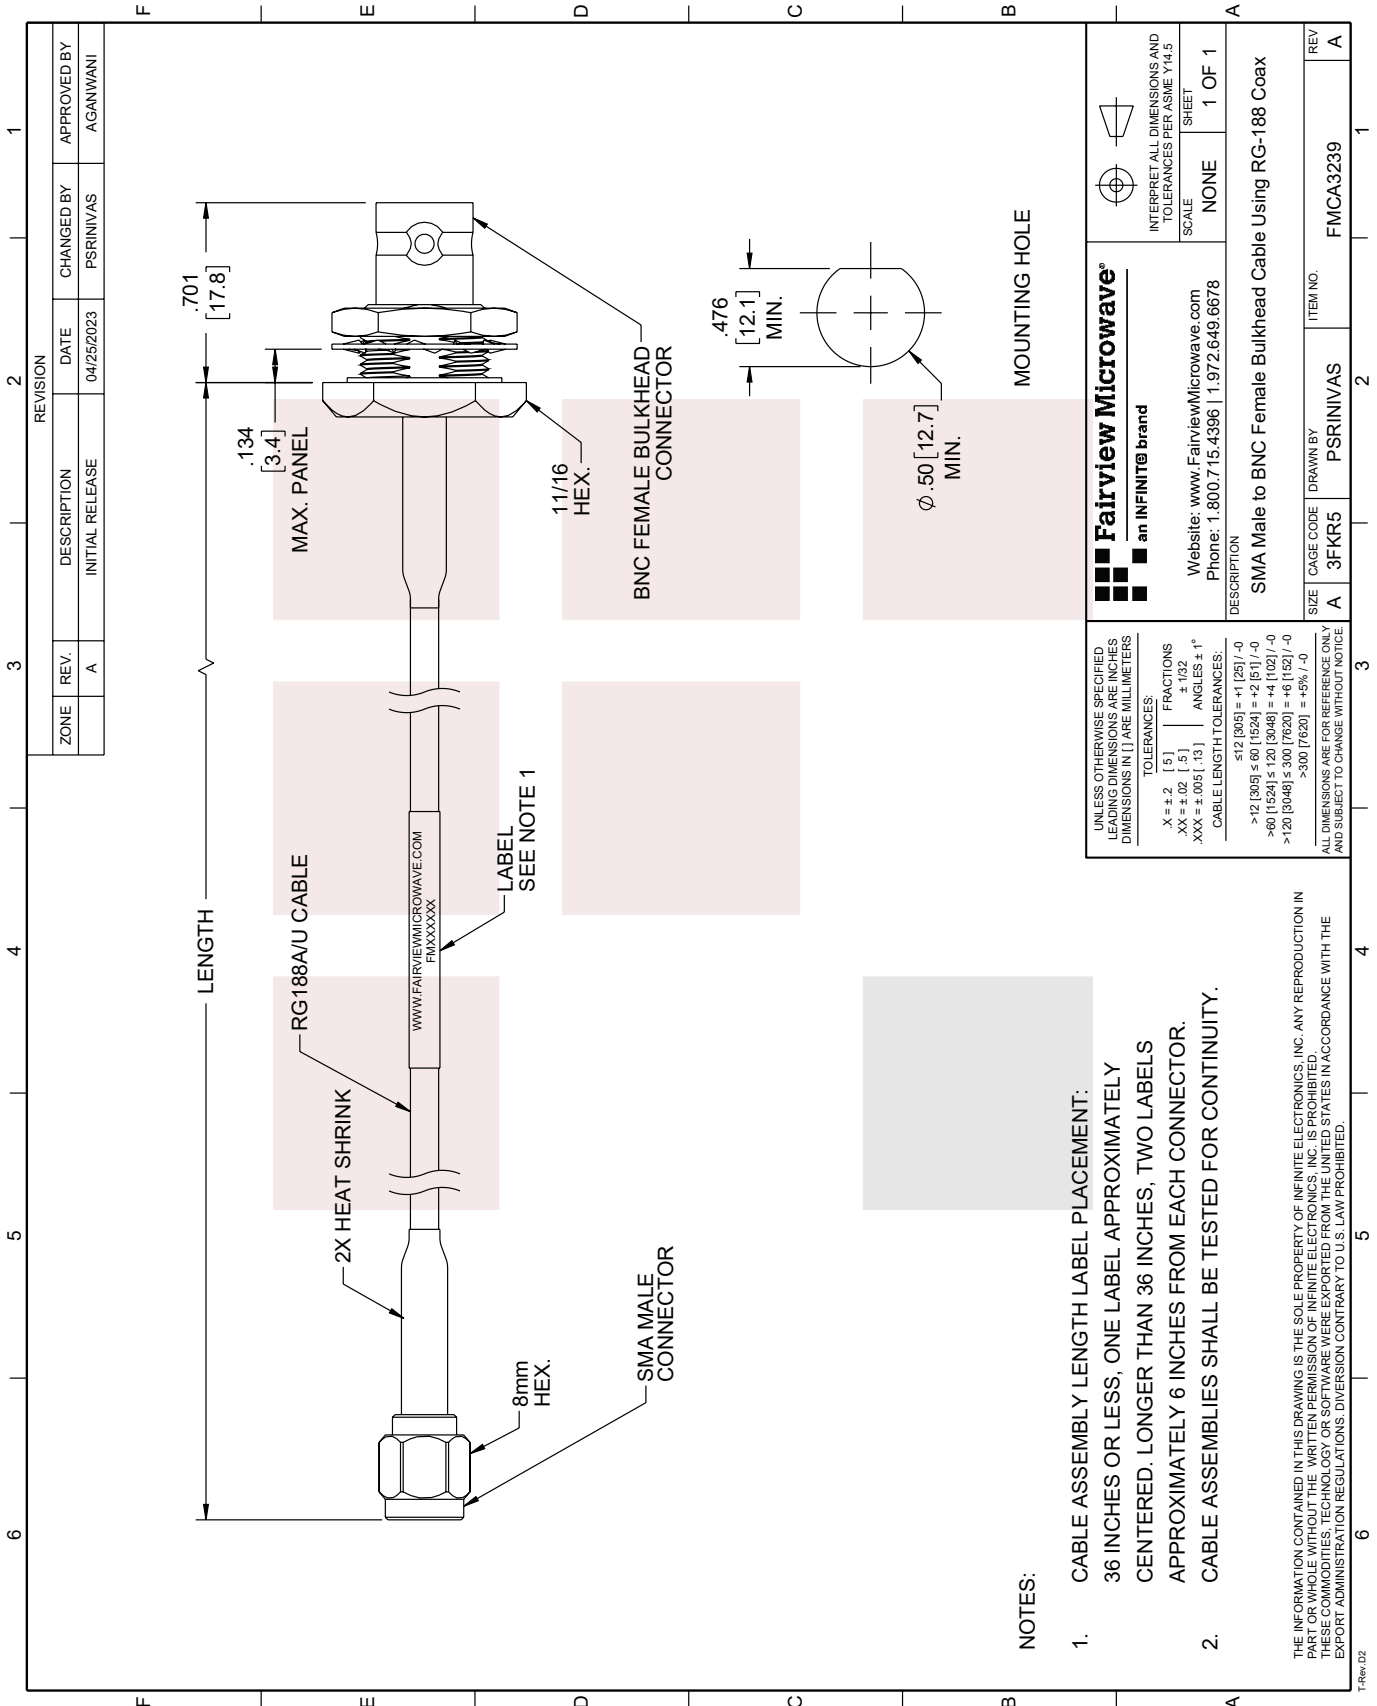 REVISION
ZONE REV. DESCRIPTION DATE CHANGED BY APPROVED BY
A INITIAL RELEASE 04/25/2023 PSRINIVAS AGANWANI
6 5 4 3 2 1
F
E
D
C
B
A
LENGTH
.701
[17.8]
.134
[3.4]
MAX. PANEL
RG188A/U CABLE
2X HEAT SHRINK
WWW.FAIRVIEWMICROWAVE.COM
FMXXXXXX
LABEL
SEE NOTE 1
8mm
HEX.
SMA MALE
CONNECTOR
11/16
HEX.
BNC FEMALE BULKHEAD
CONNECTOR
.476
[12.1]
MIN.
Ø.50 [12.7]
MIN.
MOUNTING HOLE
NOTES:
1. CABLE ASSEMBLY LENGTH LABEL PLACEMENT:
36 INCHES OR LESS, ONE LABEL APPROXIMATELY
CENTERED. LONGER THAN 36 INCHES, TWO LABELS
APPROXIMATELY 6 INCHES FROM EACH CONNECTOR.
2. CABLE ASSEMBLIES SHALL BE TESTED FOR CONTINUITY.
THE INFORMATION CONTAINED IN THIS DRAWING IS THE SOLE PROPERTY OF INFINITE ELECTRONICS, INC. ANY REPRODUCTION IN
PART OR WHOLE WITHOUT THE WRITTEN PERMISSION OF INFINITE ELECTRONICS, INC. IS PROHIBITED.
THESE COMMODITIES, TECHNOLOGY OR SOFTWARE WERE EXPORTED FROM THE UNITED STATES IN ACCORDANCE WITH THE
EXPORT ADMINISTRATION REGULATIONS. DIVERSION CONTRARY TO U.S. LAW PROHIBITED.
UNLESS OTHERWISE SPECIFIED
LEADING DIMENSIONS ARE INCHES
DIMENSIONS IN [ ] ARE MILLIMETERS
TOLERANCES:
.X = ±.2 [ 5 ] FRACTIONS
.XX = ±.02 [ .5 ] ± 1/32
.XXX = ±.005 [ .13 ] ANGLES ± 1°
CABLE LENGTH TOLERANCES:
≤12 [305] = +1 [25] / -0
>12 [305] ≤ 60 [1524] = +2 [51] / -0
>60 [1524] ≤ 120 [3048] = +4 [102] / -0
>120 [3048] ≤ 300 [7620] = +6 [152] / -0
>300 [7620] = +5% / -0
ALL DIMENSIONS ARE FOR REFERENCE ONLY
AND SUBJECT TO CHANGE WITHOUT NOTICE.
Fairview Microwave®
an INFINIT@ brand
Website: www.FairviewMicrowave.com
Phone: 1.800.715.4396 | 1.972.649.6678
INTERPRET ALL DIMENSIONS AND
TOLERANCES PER ASME Y14.5
SCALE SHEET
NONE 1 OF 1
DESCRIPTION
SMA Male to BNC Female Bulkhead Cable Using RG-188 Coax
SIZE CAGE CODE DRAWN BY ITEM NO. REV
A 3FKR5 PSRINIVAS FMCA3239 A
6 5 4 3 2 1
F
E
D
C
B
A
T-Rev.D2